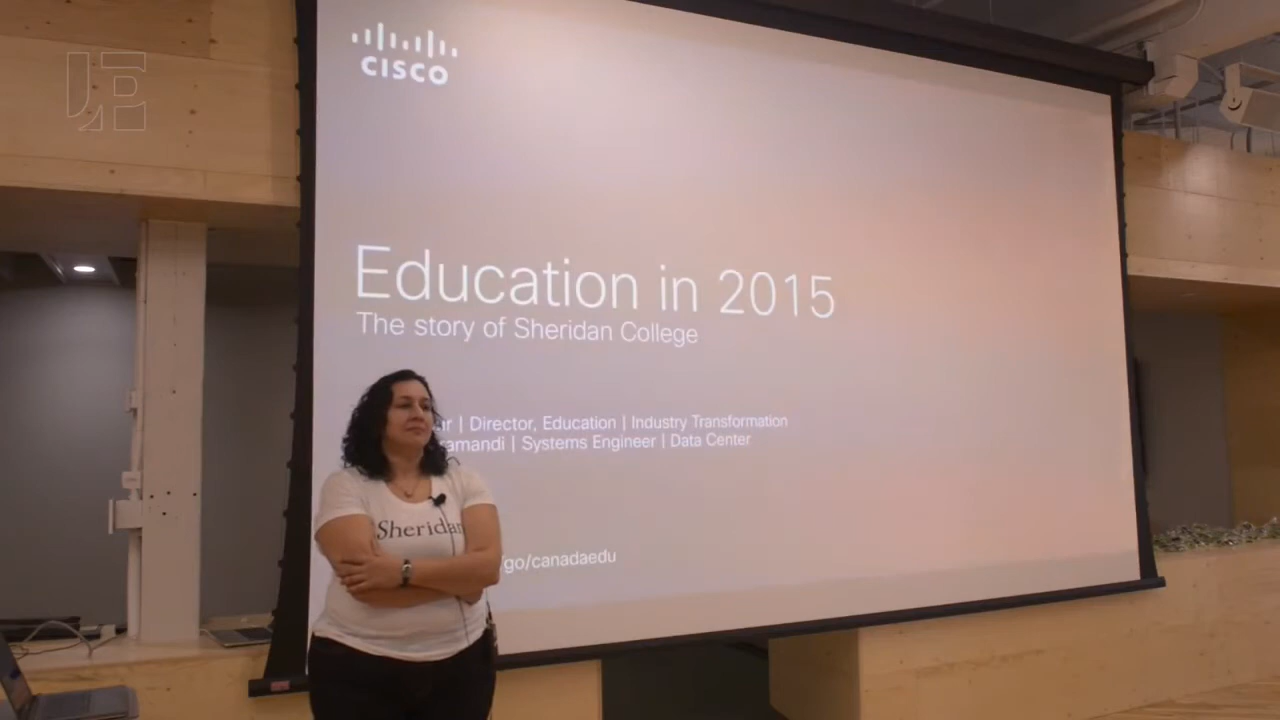 CISCO
Education in 2015
The story of Sheridan College
| Director, Education | Industry Transformation
| Systems Engineer | Data Center
/go/canadaedu
Sheridan